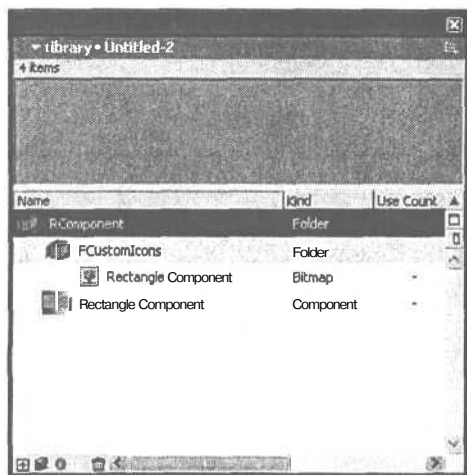 library • Untitled-2
4 items
Name Kind Use Count
RComponent Folder
FCustomIcons Folder
Rectangle Component Bitmap -
Rectangle Component Component -